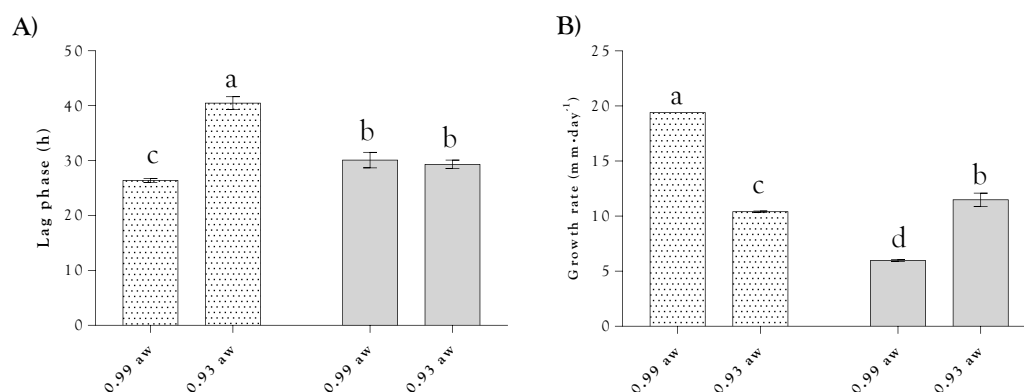 A)
50
40
30
20
10
0
Lag phase (h)
c
a
b
b
0.99 aw
0.93 aw
0.99 aw
0.93 aw
B)
25
20
15
10
5
0
Growth rate (mm·day⁻¹)
a
c
d
b
0.99 aw
0.93 aw
0.99 aw
0.93 aw